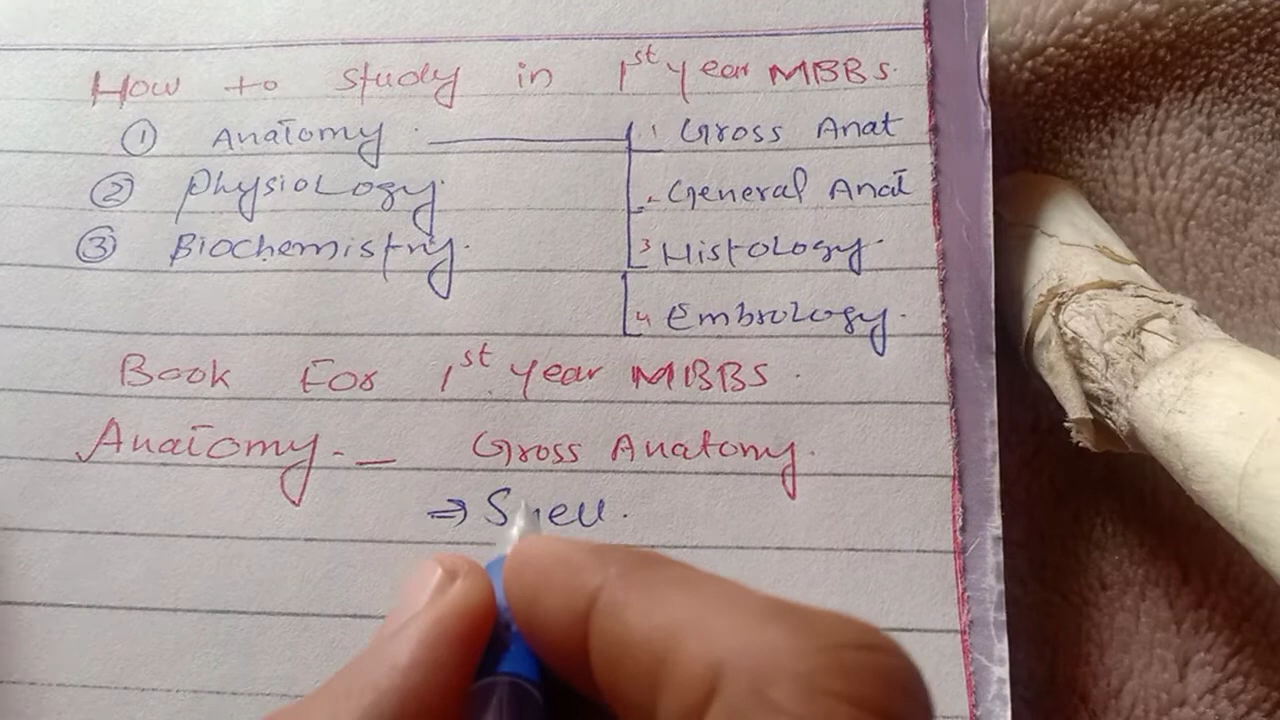 How to study in 1st year MBBS.
① Anatomy. 1 Gross Anat
② Physiology. 2. General Anat
③ Biochemistry. 3 Histology.
4 Embrology.
Book For 1st year MBBS.
Anatomy. - Gross Anatomy.
⇒